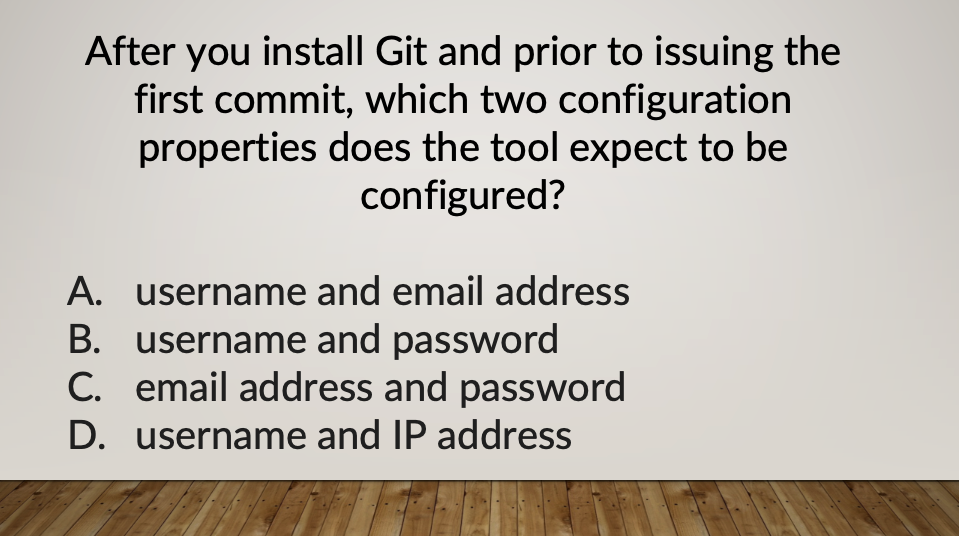 After you install Git and prior to issuing the
first commit, which two configuration
properties does the tool expect to be
configured?
A. username and email address
B. username and password
C. email address and password
D. username and IP address